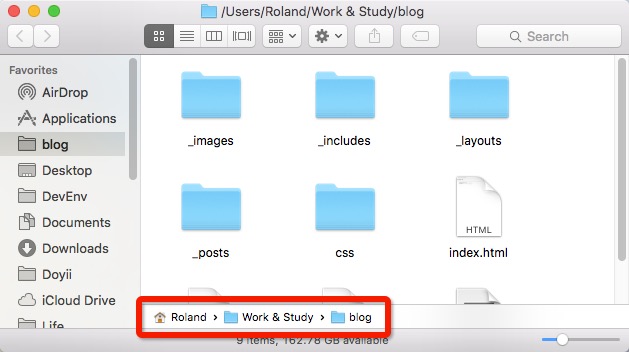 /Users/Roland/Work & Study/blog
Search
Favorites
AirDrop
Applications
blog
Desktop
DevEnv
Documents
Downloads
Doyii
iCloud Drive
Life
_images _includes _layouts
HTML
_posts css index.html
Roland › Work & Study › blog
9 items, 162.78 GB available